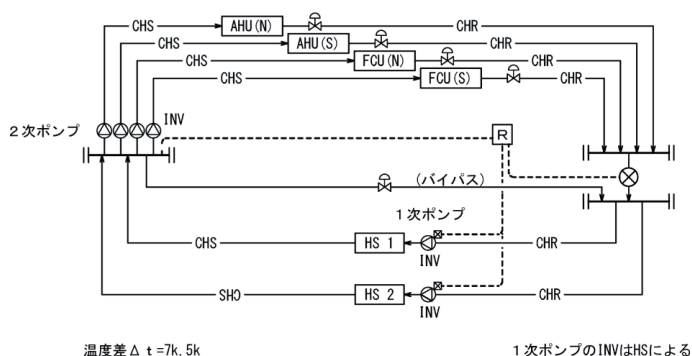 CHS AHU(N) CHR
CHS AHU(S) CHR
CHS FCU(N) CHR
CHS FCU(S) CHR
2次ポンプ INV
R
(バイパス)
1次ポンプ
CHS HS 1 CHR
INV
CHS HS 2 CHR
INV
温度差Δt=7k.5k 1次ポンプのINVはHSによる